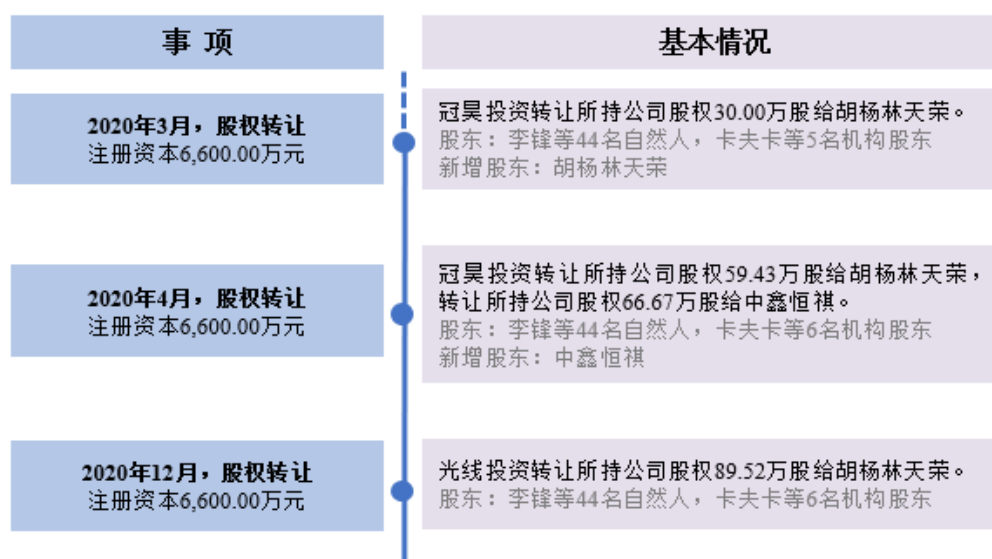 事 项
基本情况
2020年3月，股权转让
注册资本6,600.00万元
冠昊投资转让所持公司股权30.00万股给胡杨林天荣。
股东：李锋等44名自然人，卡夫卡等5名机构股东
新增股东：胡杨林天荣
2020年4月，股权转让
注册资本6,600.00万元
冠昊投资转让所持公司股权59.43万股给胡杨林天荣，
转让所持公司股权66.67万股给中鑫恒祺。
股东：李锋等44名自然人，卡夫卡等6名机构股东
新增股东：中鑫恒祺
2020年12月，股权转让
注册资本6,600.00万元
光线投资转让所持公司股权89.52万股给胡杨林天荣。
股东：李锋等44名自然人，卡夫卡等6名机构股东